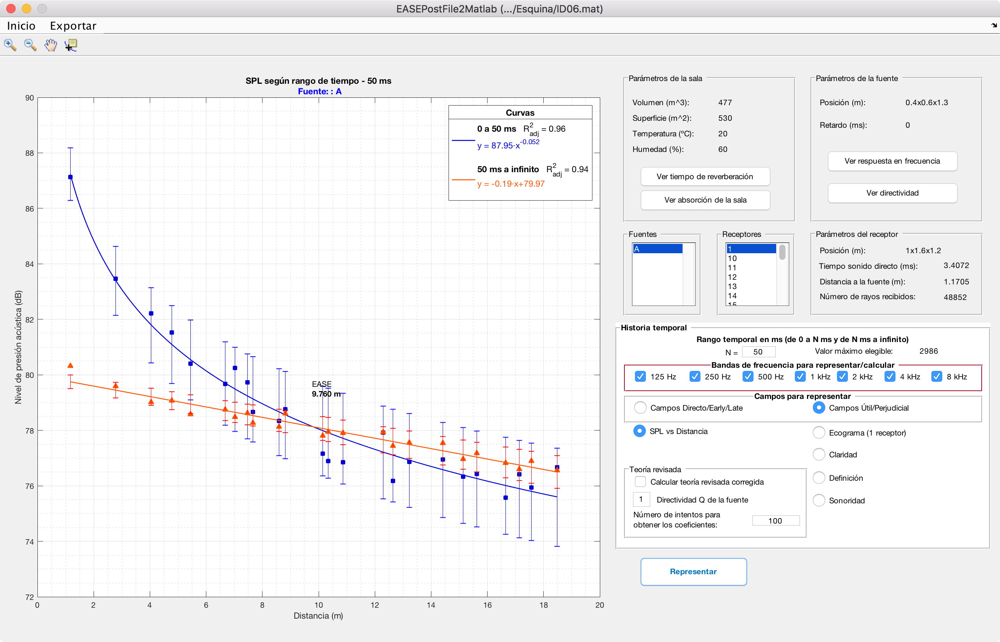 EASEPostFile2Matlab (.../Esquina/ID06.mat)
Inicio Exportar
SPL según rango de tiempo - 50 ms
Fuente: : A
90
88
86
84
82
80
78
76
74
72
0 2 4 6 8 10 12 14 16 18 20
Nivel de presión acústica (dB)
Distancia (m)
EASE
9.760 m
Curvas
0 a 50 ms R²adj = 0.96
y = 87.95·x^-0.052
50 ms a infinito R²adj = 0.94
y = -0.19·x+79.97
Parámetros de la sala
Volumen (m^3): 477
Superficie (m^2): 530
Temperatura (ºC): 20
Humedad (%): 60
Ver tiempo de reverberación
Ver absorción de la sala
Parámetros de la fuente
Posición (m): 0.4x0.6x1.3
Retardo (ms): 0
Ver respuesta en frecuencia
Ver directividad
Fuentes
A
Receptores
1
10
11
12
13
14
15
Parámetros del receptor
Posición (m): 1x1.6x1.2
Tiempo sonido directo (ms): 3.4072
Distancia a la fuente (m): 1.1705
Número de rayos recibidos: 48852
Historia temporal
Rango temporal en ms (de 0 a N ms y de N ms a infinito)
N = 50 Valor máximo elegible: 2986
Bandas de frecuencia para representar/calcular
125 Hz 250 Hz 500 Hz 1 kHz 2 kHz 4 kHz 8 kHz
Campos para representar
Campos Directo/Early/Late Campos Útil/Perjudicial
SPL vs Distancia Ecograma (1 receptor)
Claridad
Definición
Sonoridad
Teoría revisada
Calcular teoría revisada corregida
1 Directividad Q de la fuente
Número de intentos para
obtener los coeficientes: 100
Representar